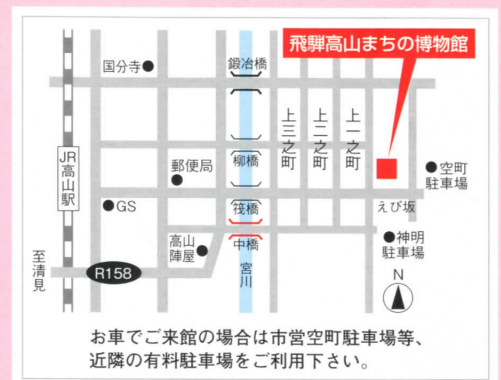 飛騨高山まちの博物館
国分寺
鍛冶橋
上三之町
上二之町
上一之町
JR高山駅
郵便局
柳橋
空町
駐車場
GS
筏橋
えび坂
高山
陣屋
中橋
神明
駐車場
至清見
R158
宮川
N
お車でご来館の場合は市営空町駐車場等、
近隣の有料駐車場をご利用下さい。